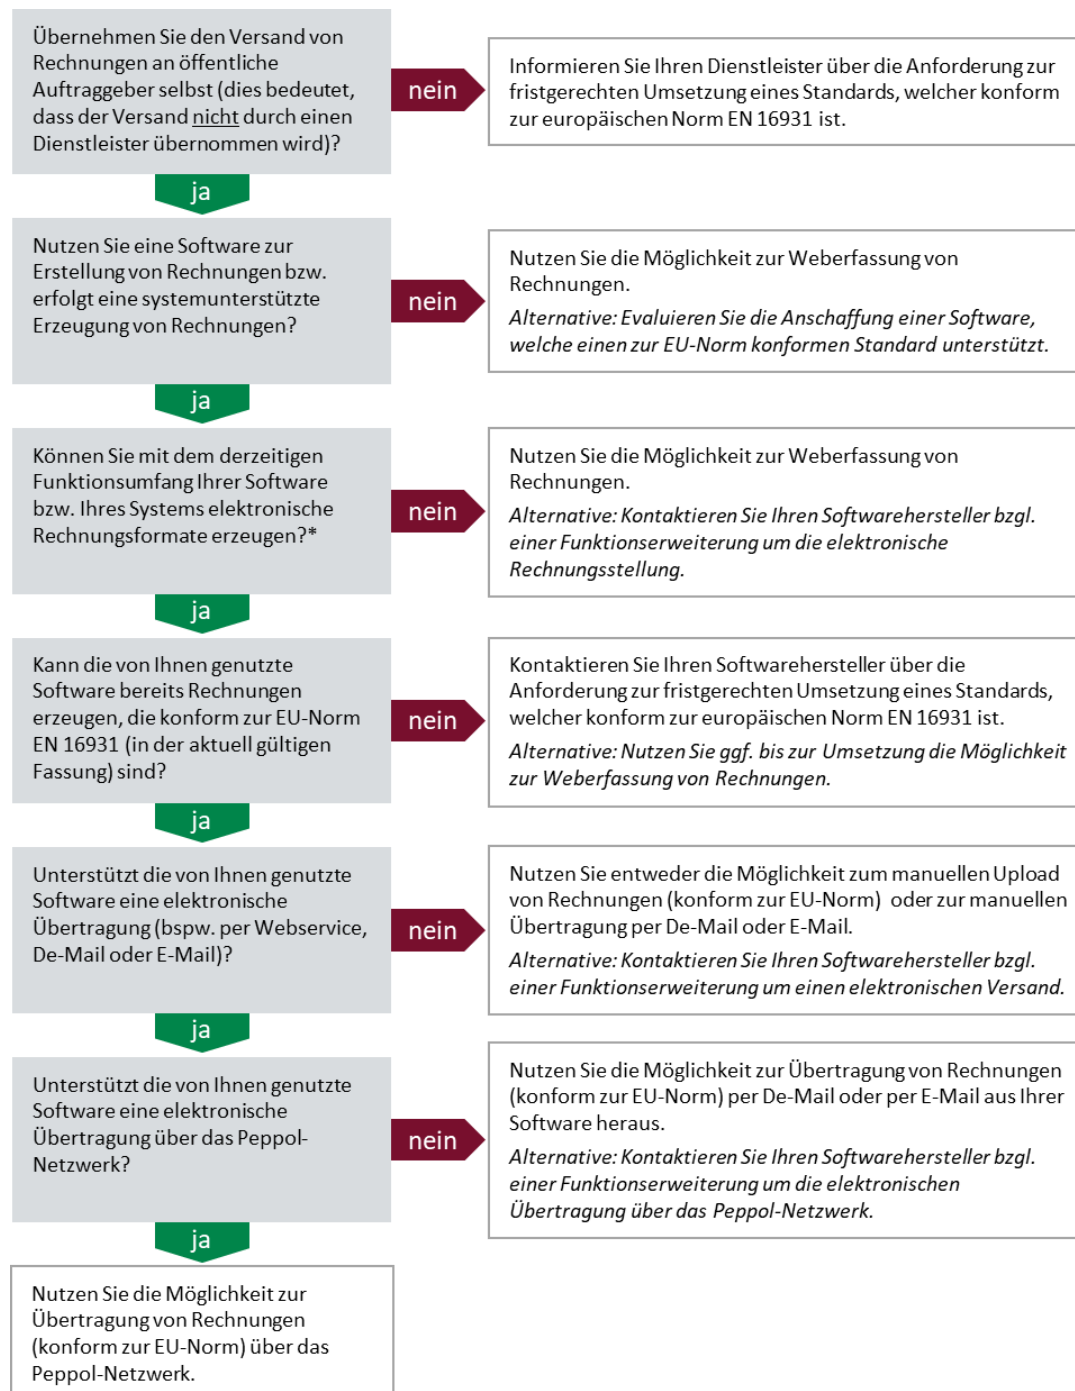 Übernehmen Sie den Versand von
Rechnungen an öffentliche
Auftraggeber selbst (dies bedeutet,
dass der Versand nicht durch einen
Dienstleister übernommen wird)?
nein
Informieren Sie Ihren Dienstleister über die Anforderung zur
fristgerechten Umsetzung eines Standards, welcher konform
zur europäischen Norm EN 16931 ist.
ja
Nutzen Sie eine Software zur
Erstellung von Rechnungen bzw.
erfolgt eine systemunterstützte
Erzeugung von Rechnungen?
nein
Nutzen Sie die Möglichkeit zur Weberfassung von
Rechnungen.
Alternative: Evaluieren Sie die Anschaffung einer Software,
welche einen zur EU-Norm konformen Standard unterstützt.
ja
Können Sie mit dem derzeitigen
Funktionsumfang Ihrer Software
bzw. Ihres Systems elektronische
Rechnungsformate erzeugen?*
nein
Nutzen Sie die Möglichkeit zur Weberfassung von
Rechnungen.
Alternative: Kontaktieren Sie Ihren Softwarehersteller bzgl.
einer Funktionserweiterung um die elektronische
Rechnungsstellung.
ja
Kann die von Ihnen genutzte
Software bereits Rechnungen
erzeugen, die konform zur EU-Norm
EN 16931 (in der aktuell gültigen
Fassung) sind?
nein
Kontaktieren Sie Ihren Softwarehersteller über die
Anforderung zur fristgerechten Umsetzung eines Standards,
welcher konform zur europäischen Norm EN 16931 ist.
Alternative: Nutzen Sie ggf. bis zur Umsetzung die Möglichkeit
zur Weberfassung von Rechnungen.
ja
Unterstützt die von Ihnen genutzte
Software eine elektronische
Übertragung (bspw. per Webservice,
De-Mail oder E-Mail)?
nein
Nutzen Sie entweder die Möglichkeit zum manuellen Upload
von Rechnungen (konform zur EU-Norm) oder zur manuellen
Übertragung per De-Mail oder E-Mail.
Alternative: Kontaktieren Sie Ihren Softwarehersteller bzgl.
einer Funktionserweiterung um einen elektronischen Versand.
ja
Unterstützt die von Ihnen genutzte
Software eine elektronische
Übertragung über das Peppol-
Netzwerk?
nein
Nutzen Sie die Möglichkeit zur Übertragung von Rechnungen
(konform zur EU-Norm) per De-Mail oder per E-Mail aus Ihrer
Software heraus.
Alternative: Kontaktieren Sie Ihren Softwarehersteller bzgl.
einer Funktionserweiterung um die elektronischen
Übertragung über das Peppol-Netzwerk.
ja
Nutzen Sie die Möglichkeit zur
Übertragung von Rechnungen
(konform zur EU-Norm) über das
Peppol-Netzwerk.